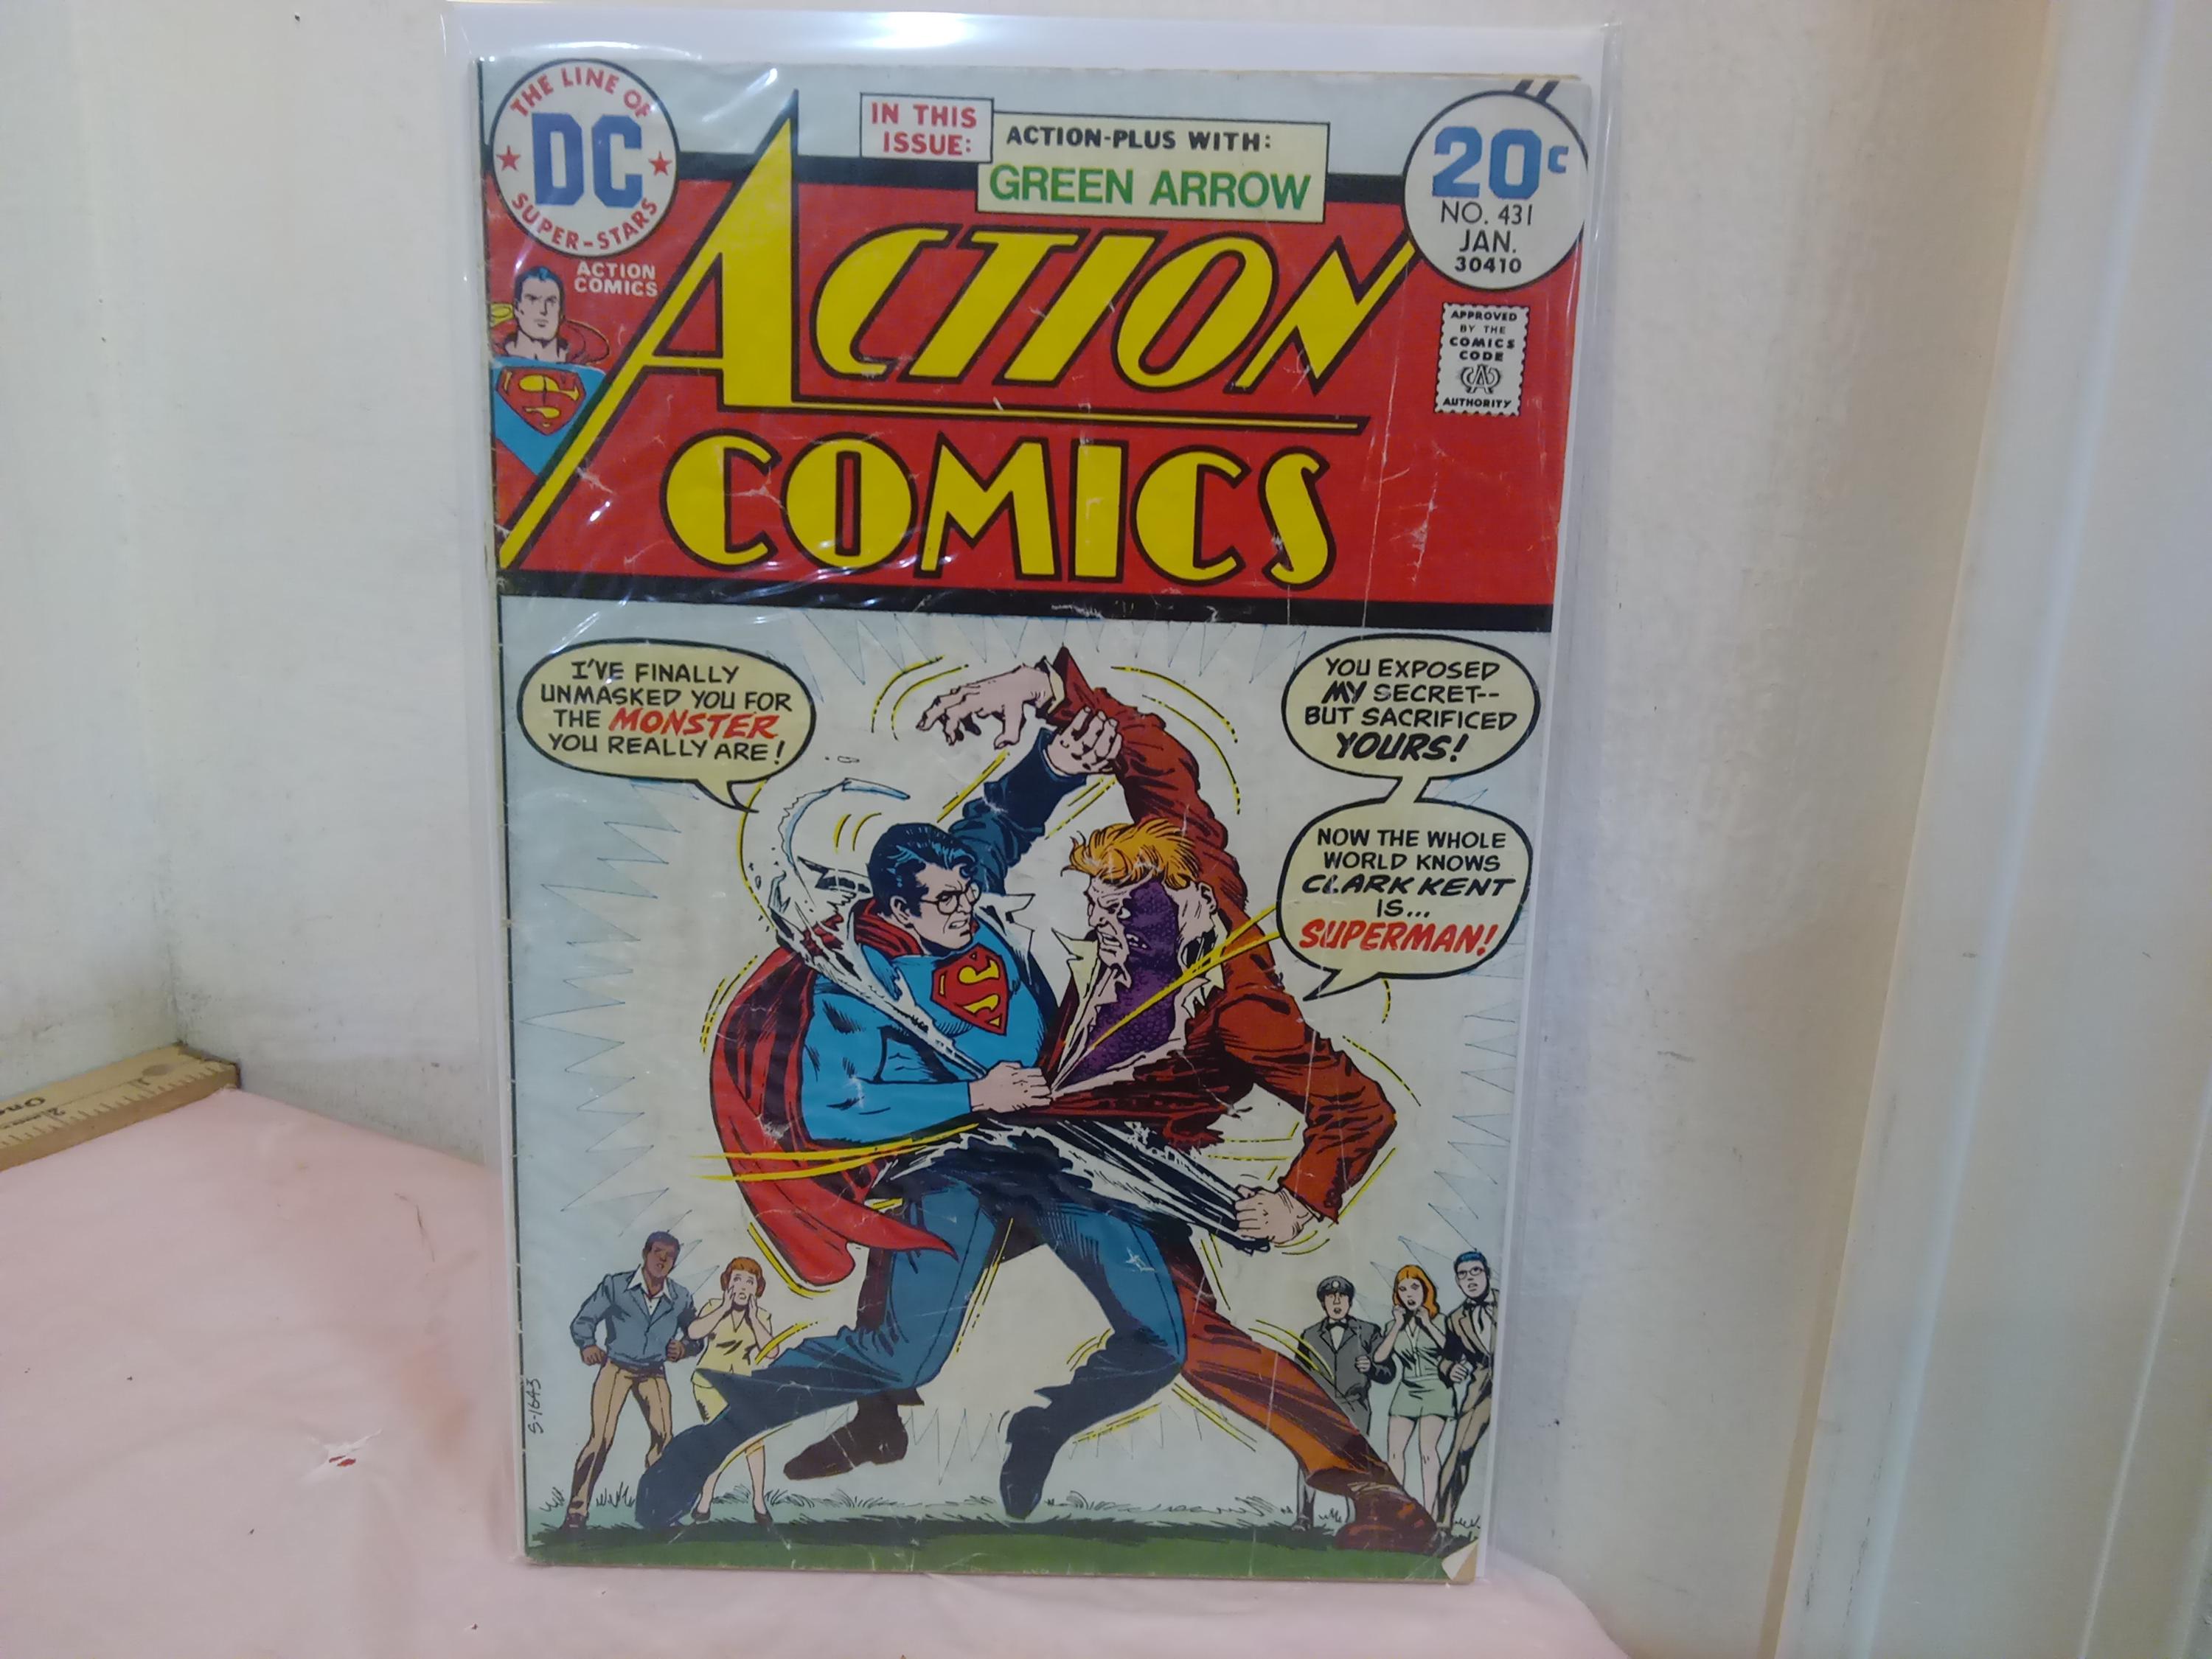 THE LINE OF
DC
SUPER-STARS
IN THIS
ISSUE:
ACTION-PLUS WITH:
GREEN ARROW
20¢
NO. 431
JAN.
30410
ACTION
COMICS
S
APPROVED
BY THE
COMICS
CODE
CA
AUTHORITY
ACTION
COMICS
I'VE FINALLY
UNMASKED YOU FOR
THE MONSTER
YOU REALLY ARE!
YOU EXPOSED
MY SECRET--
BUT SACRIFICED
YOURS!
NOW THE WHOLE
WORLD KNOWS
CLARK KENT
IS...
SUPERMAN!
S
S-1643